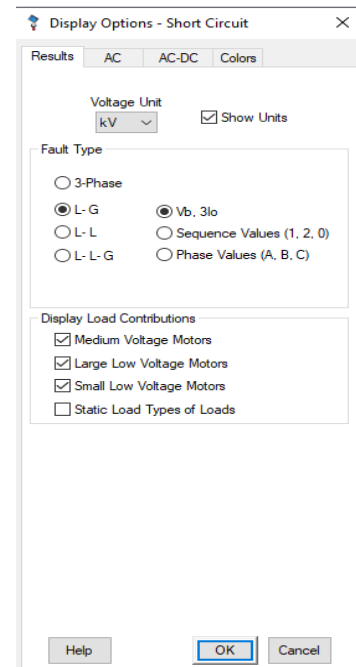 Display Options - Short Circuit
Results AC AC-DC Colors
Voltage Unit
kV Show Units
Fault Type
3-Phase
L- G Vb, 3Io
L- L Sequence Values (1, 2, 0)
L- L- G Phase Values (A, B, C)
Display Load Contributions
Medium Voltage Motors
Large Low Voltage Motors
Small Low Voltage Motors
Static Load Types of Loads
Help OK Cancel